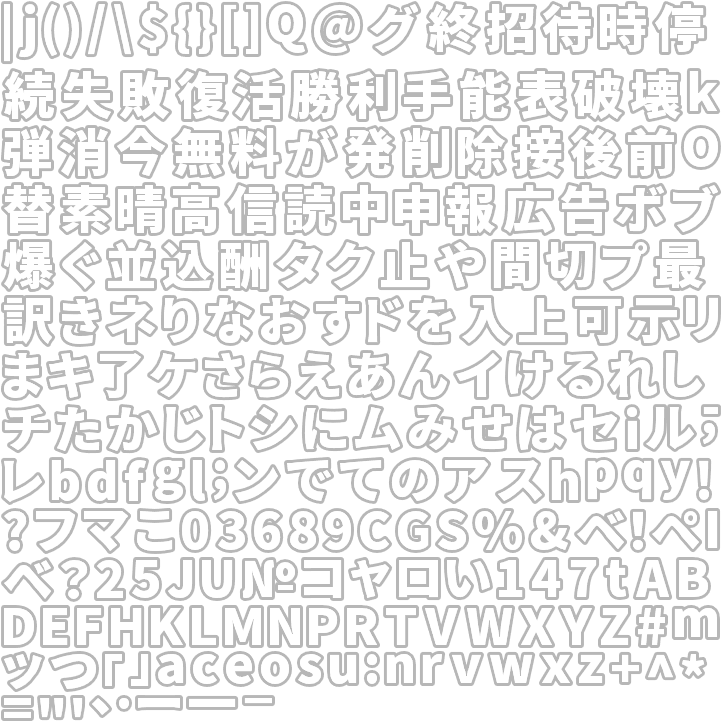 |j()/\${}[]Q@グ終招待時停
続失敗復活勝利手能表破壊k
弾消今無料が発削除接後前O
替素晴高信読中申報広告ボブ
爆ぐ並込酬タク止や間切プ最
訳きネりなおすドを入上可示リ
まキ了ケさらえあんイけるれし
チたかじトシにムみせはセiル;
レbdfgl;ンでてのアスhpqy!
?フマこ03689CGS%&べ!ぺI
ベ?25JUN№コャロい147tAB
DEFHKLMNPRTVWXYZ#m
ッつ「」aceosu:nrvwxz+^*
="'、·一ー-